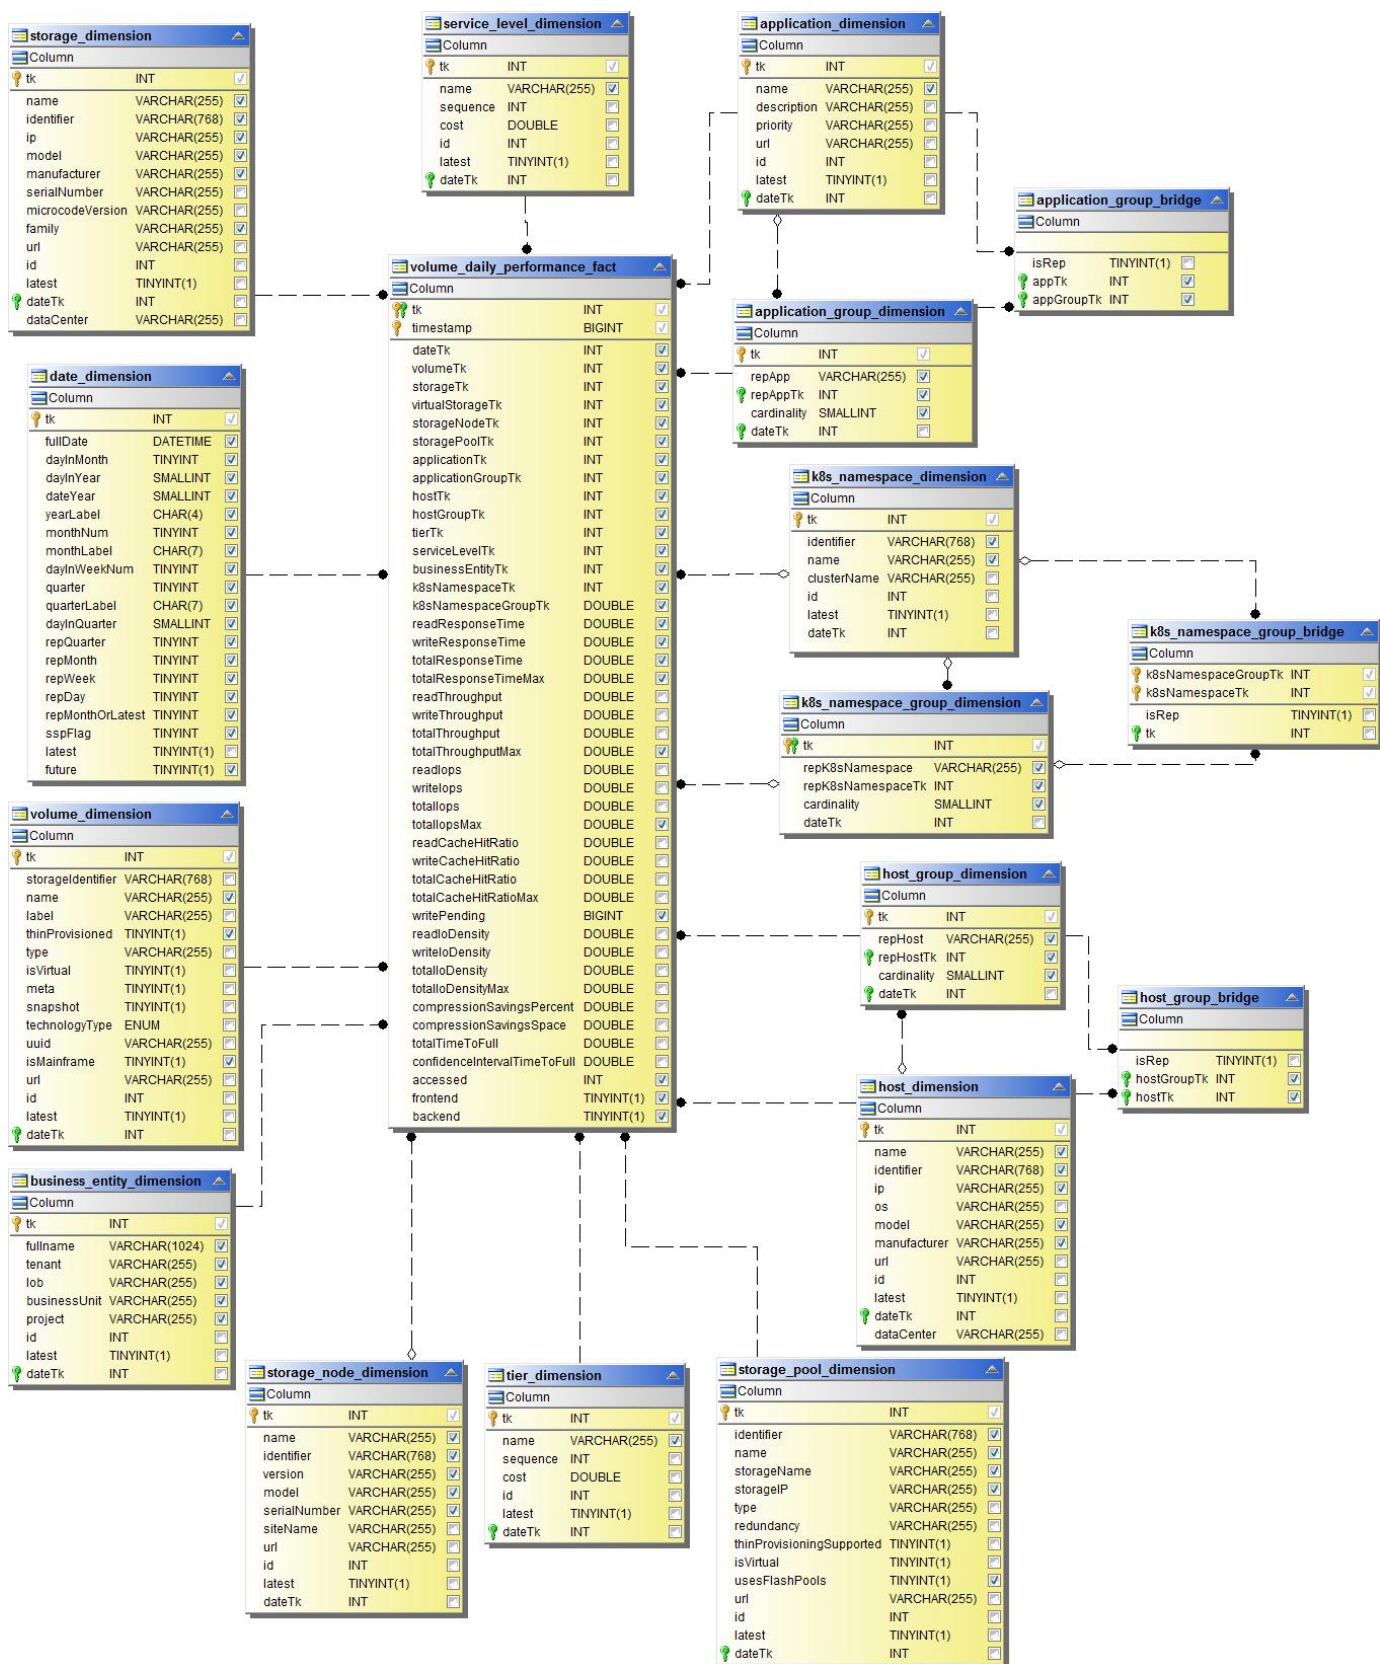 storage_dimension
Column
tk INT
name VARCHAR(255)
identifier VARCHAR(768)
ip VARCHAR(255)
model VARCHAR(255)
manufacturer VARCHAR(255)
serialNumber VARCHAR(255)
microcodeVersion VARCHAR(255)
family VARCHAR(255)
url VARCHAR(255)
id INT
latest TINYINT(1)
dateTk INT
dataCenter VARCHAR(255)
service_level_dimension
Column
tk INT
name VARCHAR(255)
sequence INT
cost DOUBLE
id INT
latest TINYINT(1)
dateTk INT
application_dimension
Column
tk INT
name VARCHAR(255)
description VARCHAR(255)
priority VARCHAR(255)
url VARCHAR(255)
id INT
latest TINYINT(1)
dateTk INT
application_group_bridge
Column
isRep TINYINT(1)
appTk INT
appGroupTk INT
volume_daily_performance_fact
Column
tk INT
timestamp BIGINT
dateTk INT
volumeTk INT
storageTk INT
virtualStorageTk INT
storageNodeTk INT
storagePoolTk INT
applicationTk INT
applicationGroupTk INT
hostTk INT
hostGroupTk INT
tierTk INT
serviceLevelTk INT
businessEntityTk INT
k8sNamespaceTk INT
k8sNamespaceGroupTk DOUBLE
readResponseTime DOUBLE
writeResponseTime DOUBLE
totalResponseTime DOUBLE
totalResponseTimeMax DOUBLE
readThroughput DOUBLE
writeThroughput DOUBLE
totalThroughput DOUBLE
totalThroughputMax DOUBLE
readIops DOUBLE
writeIops DOUBLE
totalIops DOUBLE
totalIopsMax DOUBLE
readCacheHitRatio DOUBLE
writeCacheHitRatio DOUBLE
totalCacheHitRatio DOUBLE
totalCacheHitRatioMax DOUBLE
writePending BIGINT
readIoDensity DOUBLE
writeIoDensity DOUBLE
totalIoDensity DOUBLE
totalIoDensityMax DOUBLE
compressionSavingsPercent DOUBLE
compressionSavingsSpace DOUBLE
totalTimeToFull DOUBLE
confidenceIntervalTimeToFull DOUBLE
accessed INT
frontend TINYINT(1)
backend TINYINT(1)
application_group_dimension
Column
tk INT
repApp VARCHAR(255)
repAppTk INT
cardinality SMALLINT
dateTk INT
date_dimension
Column
tk INT
fullDate DATETIME
dayInMonth TINYINT
dayInYear SMALLINT
dateYear SMALLINT
yearLabel CHAR(4)
monthNum TINYINT
monthLabel CHAR(7)
dayInWeekNum TINYINT
quarter TINYINT
quarterLabel CHAR(7)
dayInQuarter SMALLINT
repQuarter TINYINT
repMonth TINYINT
repWeek TINYINT
repDay TINYINT
repMonthOrLatest TINYINT
sspFlag TINYINT
latest TINYINT(1)
future TINYINT(1)
k8s_namespace_dimension
Column
tk INT
identifier VARCHAR(768)
name VARCHAR(255)
clusterName VARCHAR(255)
id INT
latest TINYINT(1)
dateTk INT
k8s_namespace_group_bridge
Column
k8sNamespaceGroupTk INT
k8sNamespaceTk INT
isRep TINYINT(1)
tk INT
k8s_namespace_group_dimension
Column
tk INT
repK8sNamespace VARCHAR(255)
repK8sNamespaceTk INT
cardinality SMALLINT
dateTk INT
volume_dimension
Column
tk INT
storageIdentifier VARCHAR(768)
name VARCHAR(255)
label VARCHAR(255)
thinProvisioned TINYINT(1)
type VARCHAR(255)
isVirtual TINYINT(1)
meta TINYINT(1)
snapshot TINYINT(1)
technologyType ENUM
uuid VARCHAR(255)
isMainframe TINYINT(1)
url VARCHAR(255)
id INT
latest TINYINT(1)
dateTk INT
host_group_dimension
Column
tk INT
repHost VARCHAR(255)
repHostTk INT
cardinality SMALLINT
dateTk INT
host_group_bridge
Column
isRep TINYINT(1)
hostGroupTk INT
hostTk INT
host_dimension
Column
tk INT
name VARCHAR(255)
identifier VARCHAR(768)
ip VARCHAR(255)
os VARCHAR(255)
model VARCHAR(255)
manufacturer VARCHAR(255)
url VARCHAR(255)
id INT
latest TINYINT(1)
dateTk INT
dataCenter VARCHAR(255)
business_entity_dimension
Column
tk INT
fullname VARCHAR(1024)
tenant VARCHAR(255)
lob VARCHAR(255)
businessUnit VARCHAR(255)
project VARCHAR(255)
id INT
latest TINYINT(1)
dateTk INT
storage_node_dimension
Column
tk INT
name VARCHAR(255)
identifier VARCHAR(768)
version VARCHAR(255)
model VARCHAR(255)
serialNumber VARCHAR(255)
siteName VARCHAR(255)
url VARCHAR(255)
id INT
latest TINYINT(1)
dateTk INT
tier_dimension
Column
tk INT
name VARCHAR(255)
sequence INT
cost DOUBLE
id INT
latest TINYINT(1)
dateTk INT
storage_pool_dimension
Column
tk INT
identifier VARCHAR(768)
name VARCHAR(255)
storageName VARCHAR(255)
storageIP VARCHAR(255)
type VARCHAR(255)
redundancy VARCHAR(255)
thinProvisioningSupported TINYINT(1)
isVirtual TINYINT(1)
usesFlashPools TINYINT(1)
url VARCHAR(255)
id INT
latest TINYINT(1)
dateTk INT